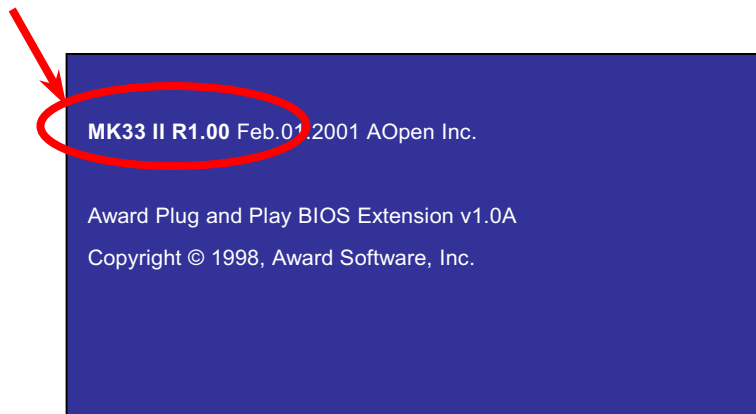 MK33 II R1.00 Feb.01.2001 AOpen Inc.
Award Plug and Play BIOS Extension v1.0A
Copyright © 1998, Award Software, Inc.